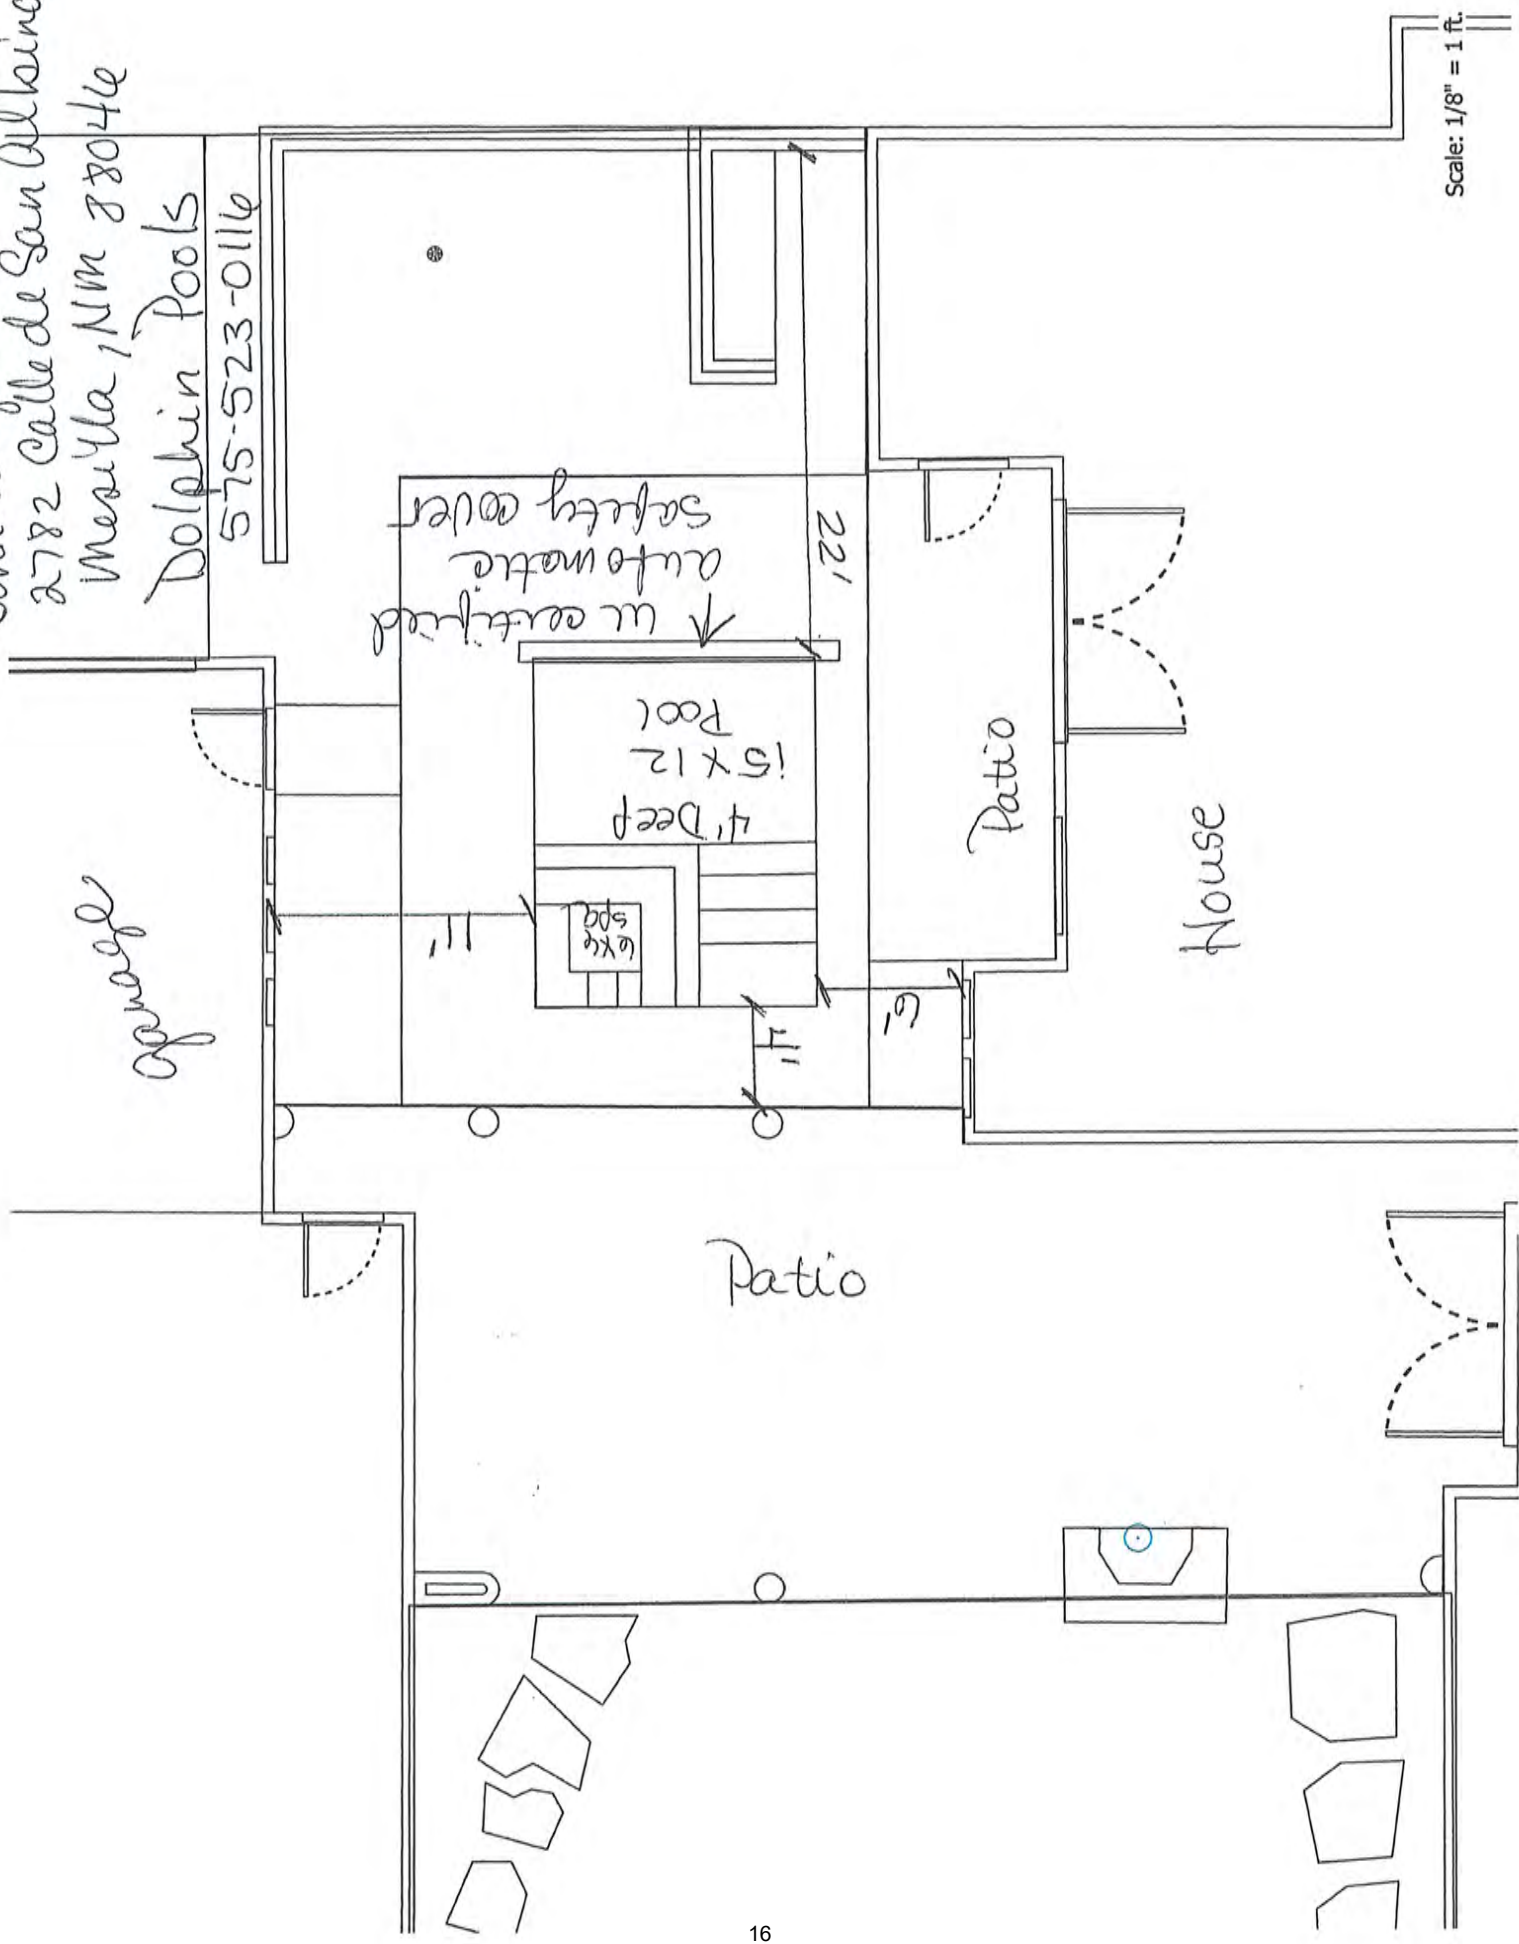 2782 Calle de San Albino
Mesilla, NM 88046
Dolphin Pools
575-523-0116
Scale: 1/8" = 1 ft.
garage
UL certified
automatic
safety cover
22'
15 x 12
Pool
4' Deep
6x6
spa
11'
4'
6'
Patio
House
Patio
16